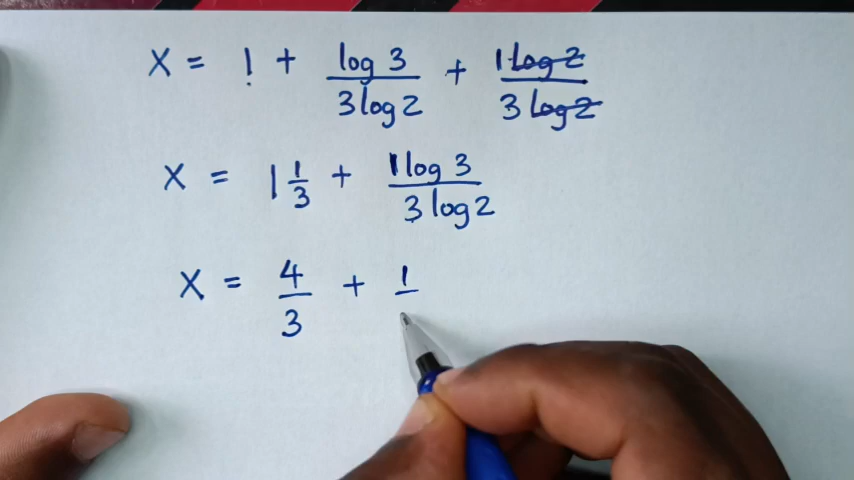 X = 1 + log 3 / 3 log 2 + 1 log 2 / 3 log 2
X = 1 1/3 + 1 log 3 / 3 log 2
X = 4/3 + 1